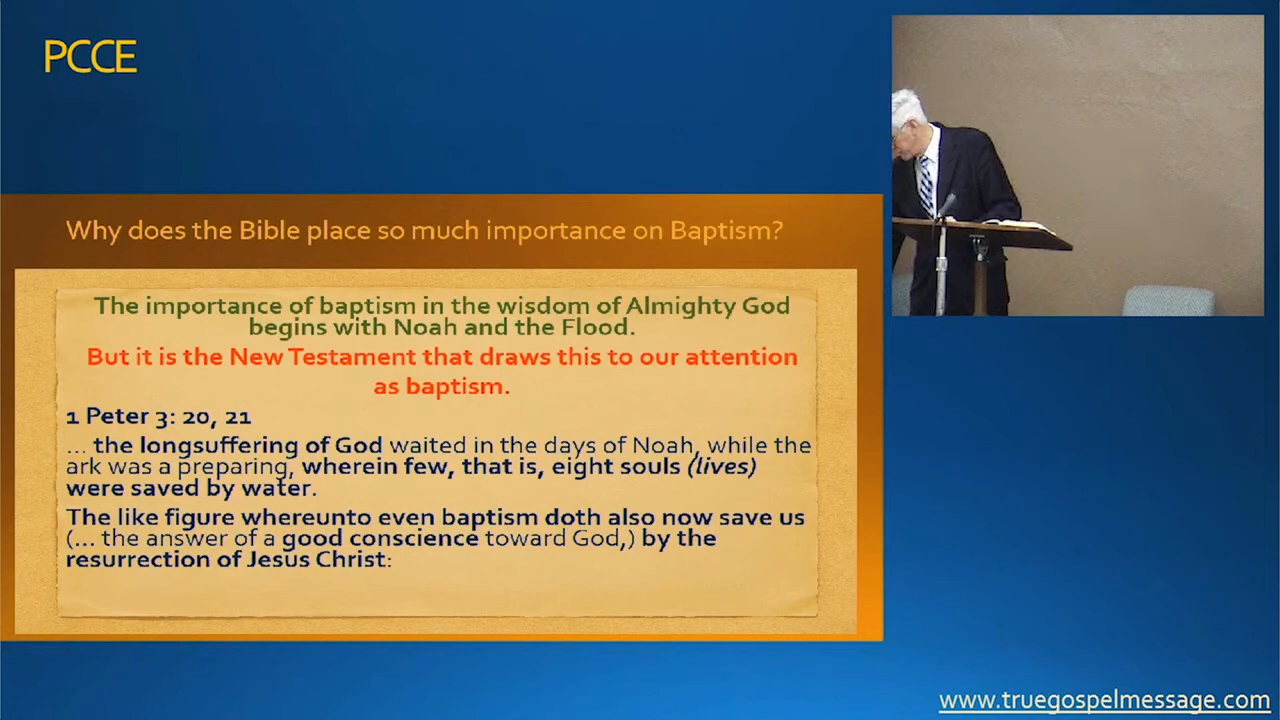 PCCE
Why does the Bible place so much importance on Baptism?
The importance of baptism in the wisdom of Almighty God
begins with Noah and the Flood.
But it is the New Testament that draws this to our attention
as baptism.
1 Peter 3: 20, 21
... the longsuffering of God waited in the days of Noah, while the
ark was a preparing, wherein few, that is, eight souls (lives)
were saved by water.
The like figure whereunto even baptism doth also now save us
(... the answer of a good conscience toward God,) by the
resurrection of Jesus Christ:
www.truegospelmessage.com